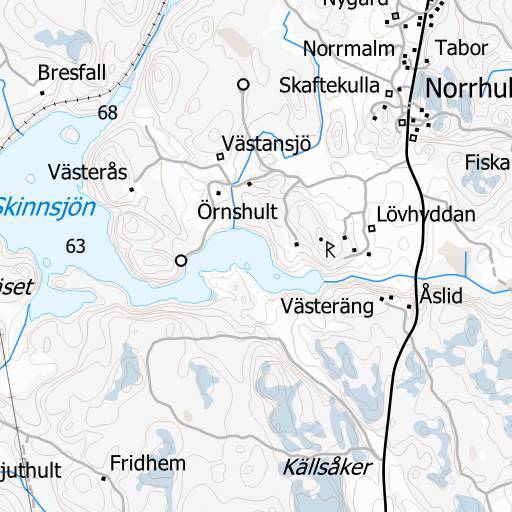 Nygård
Norrmalm
Tabor
Bresfall
Skaftekulla
Norrhul
68
Västansjö
Fiska
Västerås
Skinnsjön
Örnshult
Lövhyddan
63
iset
Västeräng
Åslid
juthult
Fridhem
Källsåker